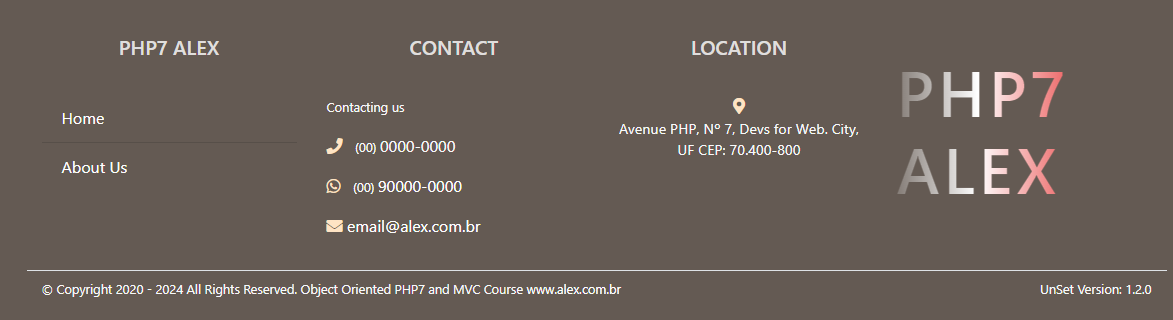 PHP7 ALEX
Home
About Us
CONTACT
Contacting us
(00) 0000-0000
(00) 90000-0000
email@alex.com.br
LOCATION
Avenue PHP, Nº 7, Devs for Web. City,
UF CEP: 70.400-800
PHP7
ALEX
© Copyright 2020 - 2024 All Rights Reserved. Object Oriented PHP7 and MVC Course www.alex.com.br
UnSet Version: 1.2.0